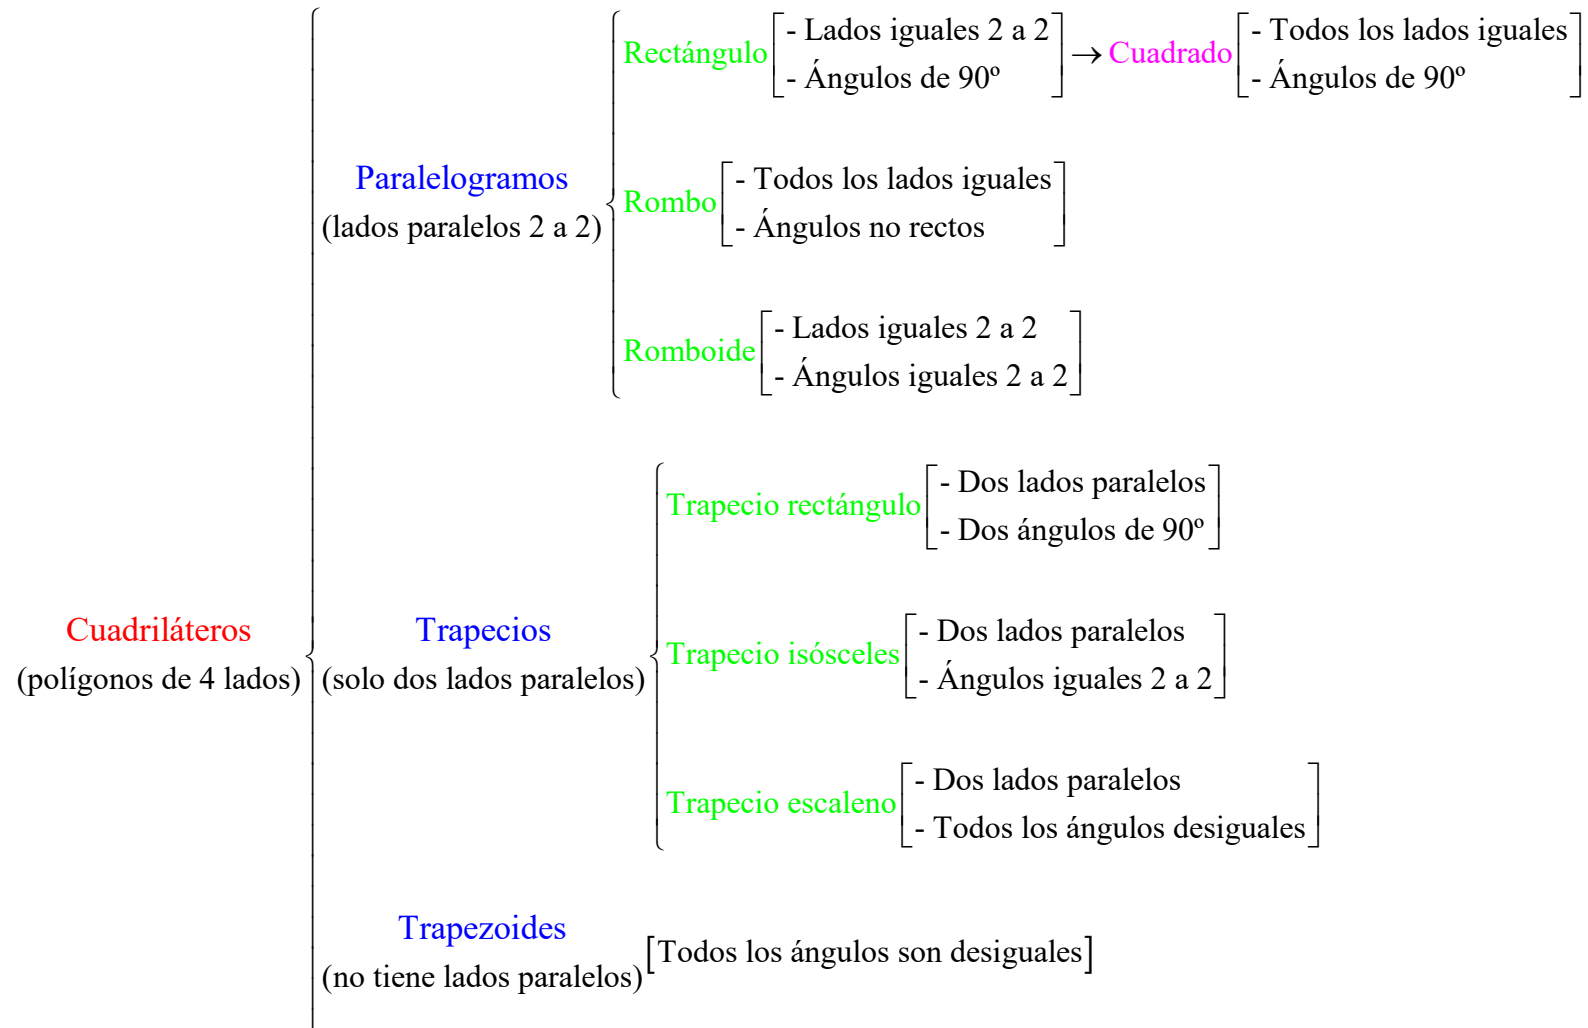 Rectángulo
- Lados iguales 2 a 2
- Ángulos de 90º
→ Cuadrado
- Todos los lados iguales
- Ángulos de 90º
Paralelogramos
(lados paralelos 2 a 2)
Rombo
- Todos los lados iguales
- Ángulos no rectos
Romboide
- Lados iguales 2 a 2
- Ángulos iguales 2 a 2
Cuadriláteros
(polígonos de 4 lados)
Trapecios
(solo dos lados paralelos)
Trapecio rectángulo
- Dos lados paralelos
- Dos ángulos de 90º
Trapecio isósceles
- Dos lados paralelos
- Ángulos iguales 2 a 2
Trapecio escaleno
- Dos lados paralelos
- Todos los ángulos desiguales
Trapezoides
(no tiene lados paralelos)
[Todos los ángulos son desiguales]